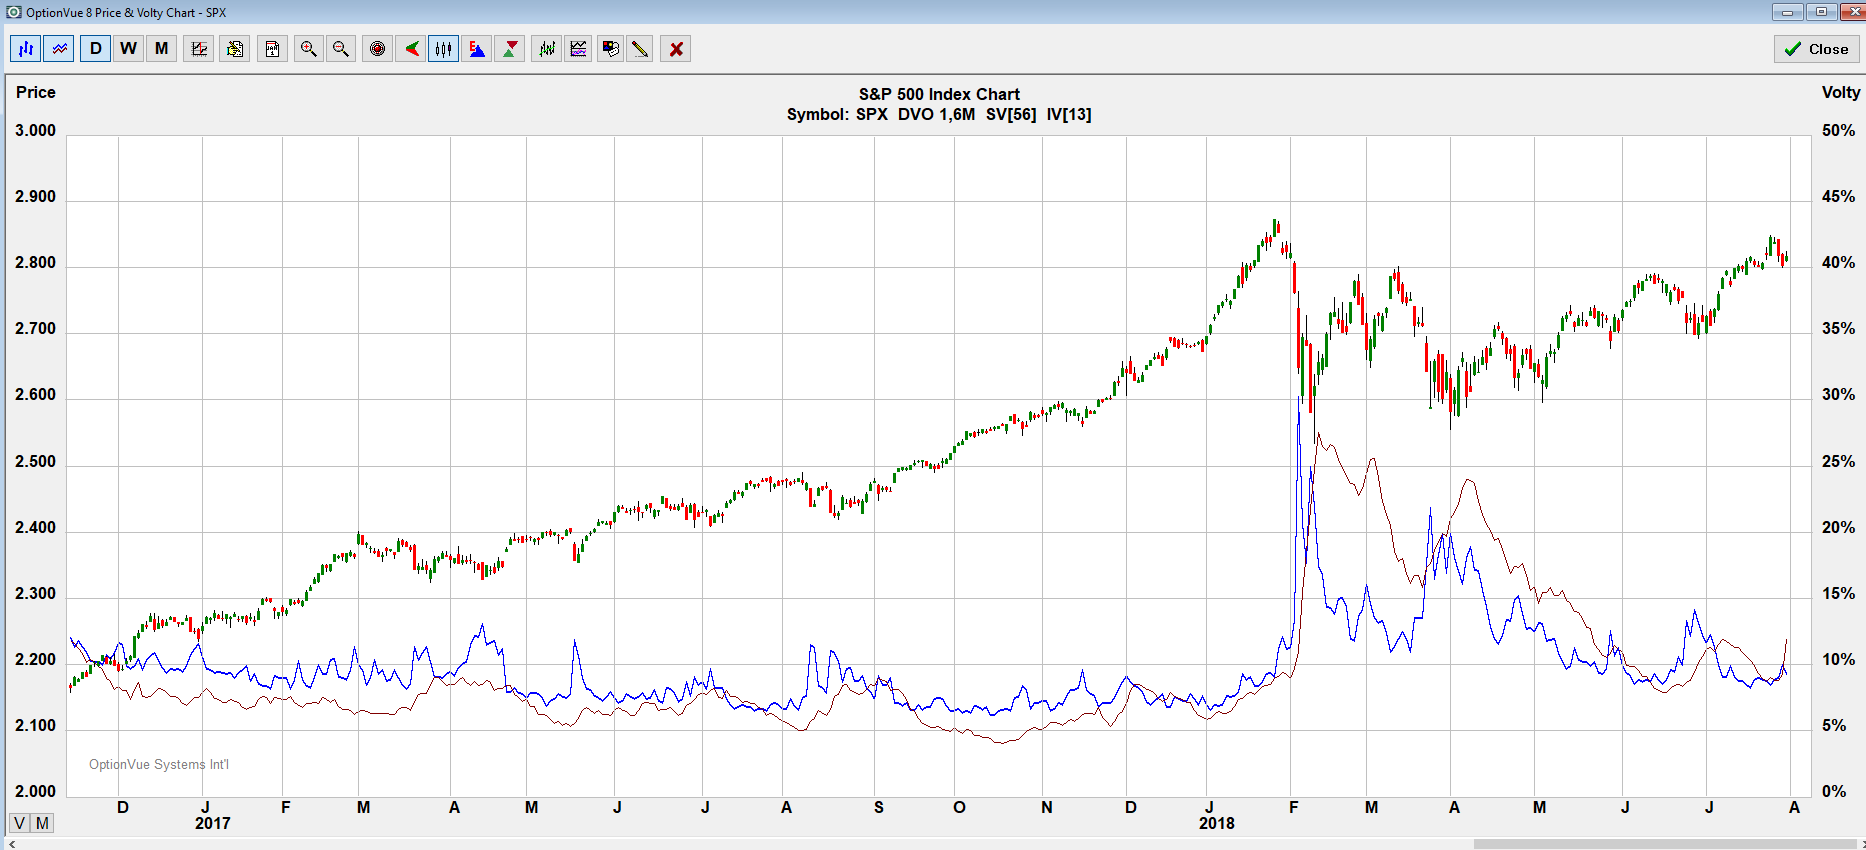 OptionVue 8 Price & Volty Chart - SPX
D W M
Close
Price
S&P 500 Index Chart
Volty
Symbol: SPX DVO 1,6M SV[56] IV[13]
3.000
50%
2.900
45%
2.800
40%
2.700
35%
2.600
30%
2.500
25%
2.400
20%
2.300
15%
2.200
10%
2.100
5%
OptionVue Systems Int'l
2.000
0%
D J F M A M J J A S O N D J F M A M J J A
V M
2017 2018